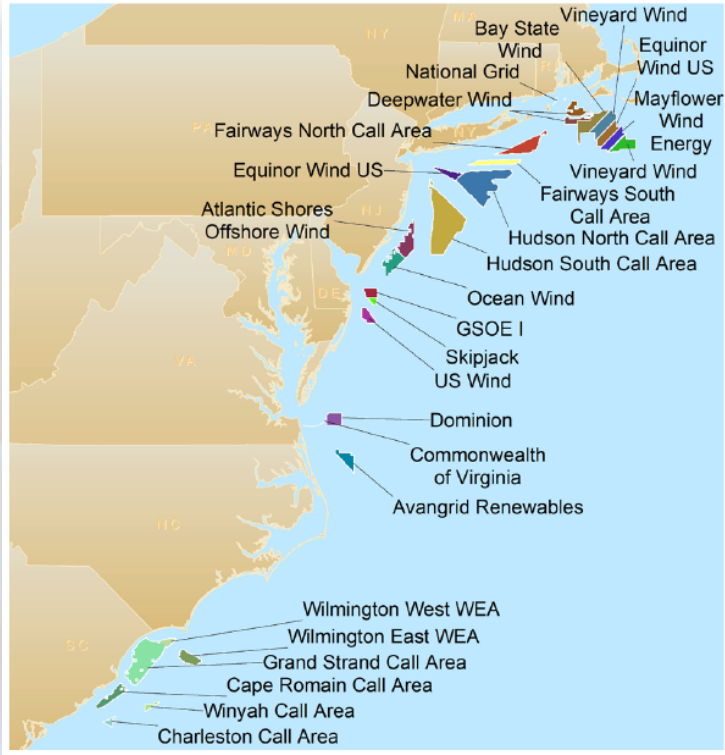 Vineyard Wind
Bay State
Wind
Equinor
Wind US
National Grid
Mayflower
Wind
Energy
Deepwater Wind
Fairways North Call Area
Vineyard Wind
Equinor Wind US
Fairways South
Call Area
Atlantic Shores
Offshore Wind
Hudson North Call Area
Hudson South Call Area
Ocean Wind
GSOE I
Skipjack
US Wind
Dominion
Commonwealth
of Virginia
Avangrid Renewables
Wilmington West WEA
Wilmington East WEA
Grand Strand Call Area
Cape Romain Call Area
Winyah Call Area
Charleston Call Area
NY
MA
RI
PA
NY
NJ
MD
DE
VA
NC
SC